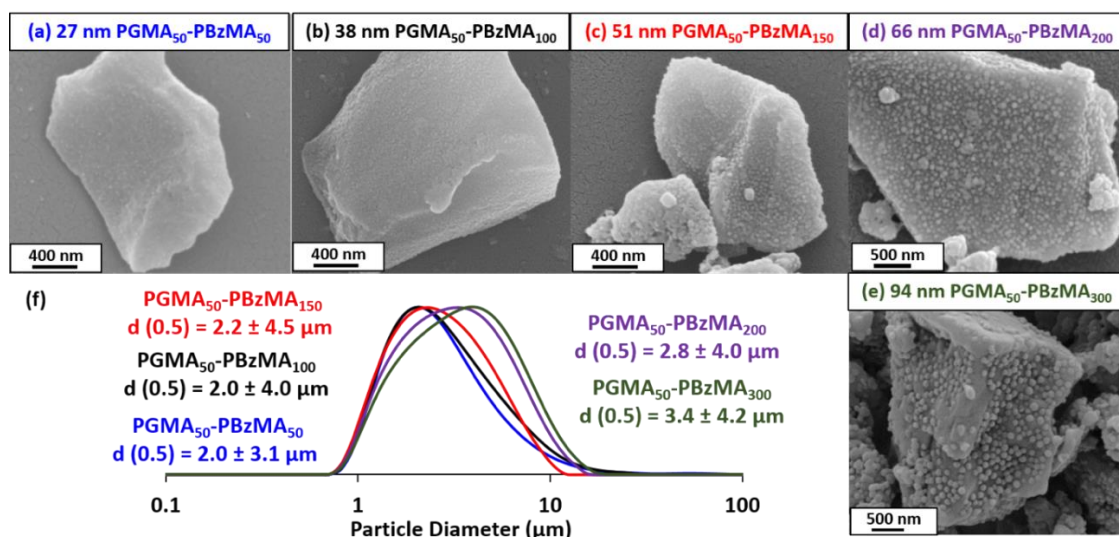 (a) 27 nm PGMA₅₀-PBzMA₅₀
(b) 38 nm PGMA₅₀-PBzMA₁₀₀
(c) 51 nm PGMA₅₀-PBzMA₁₅₀
(d) 66 nm PGMA₅₀-PBzMA₂₀₀
400 nm
400 nm
400 nm
500 nm
(e) 94 nm PGMA₅₀-PBzMA₃₀₀
500 nm
(f)
PGMA₅₀-PBzMA₁₅₀
d (0.5) = 2.2 ± 4.5 µm
PGMA₅₀-PBzMA₁₀₀
d (0.5) = 2.0 ± 4.0 µm
PGMA₅₀-PBzMA₅₀
d (0.5) = 2.0 ± 3.1 µm
PGMA₅₀-PBzMA₂₀₀
d (0.5) = 2.8 ± 4.0 µm
PGMA₅₀-PBzMA₃₀₀
d (0.5) = 3.4 ± 4.2 µm
0.1 1 10 100
Particle Diameter (µm)